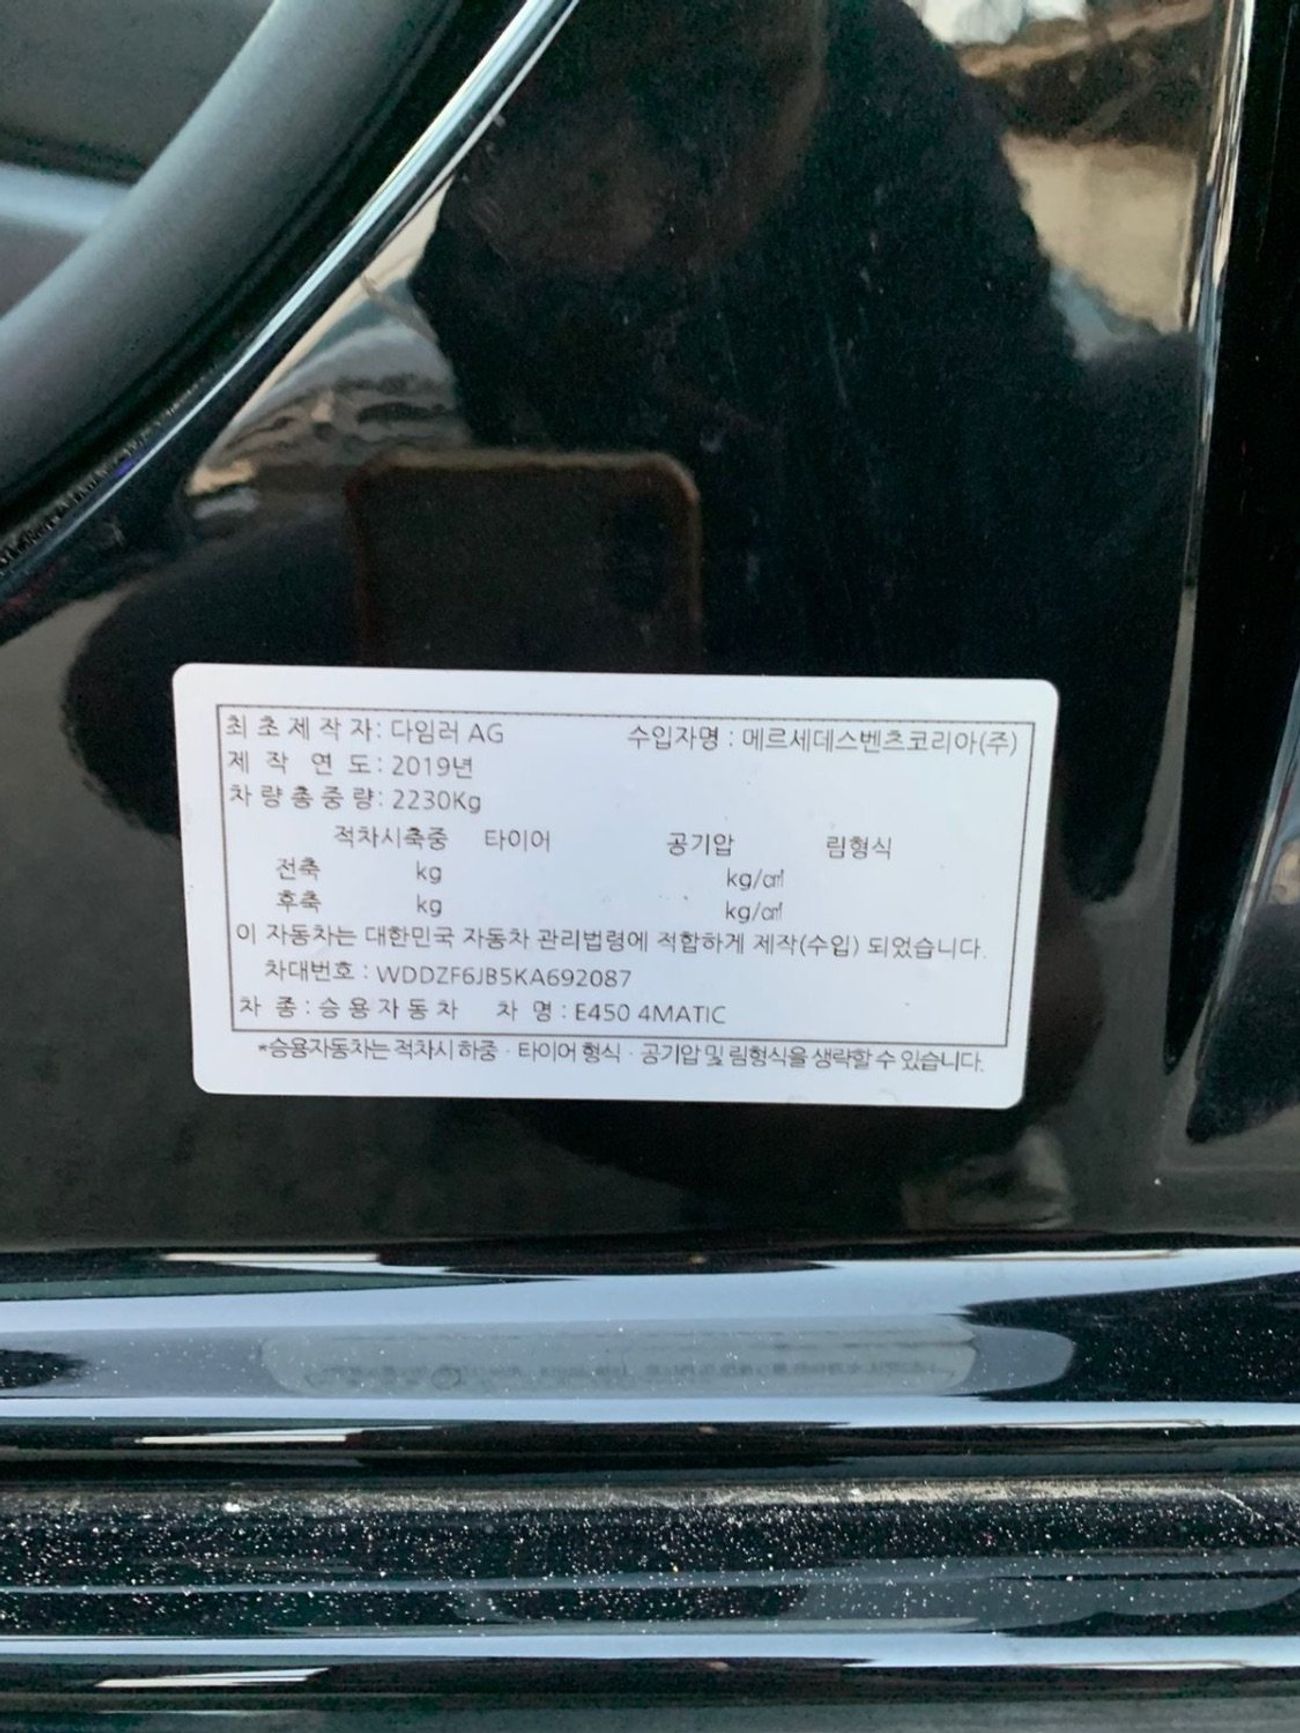 최초제작자: 다임러 AG 수입자명 : 메르세데스벤츠코리아(주)
제작 연도: 2019년
차량총중량: 2230Kg
적차시축중 타이어 공기압 림형식
전축 kg kg/㎠
후축 kg kg/㎠
이 자동차는 대한민국 자동차 관리법령에 적합하게 제작(수입) 되었습니다.
차대번호 : WDDZF6JB5KA692087
차 종 : 승용자동차 차 명 : E450 4MATIC
*승용자동차는 적차시 하중 · 타이어 형식 · 공기압 및 림형식을 생략할 수 있습니다.